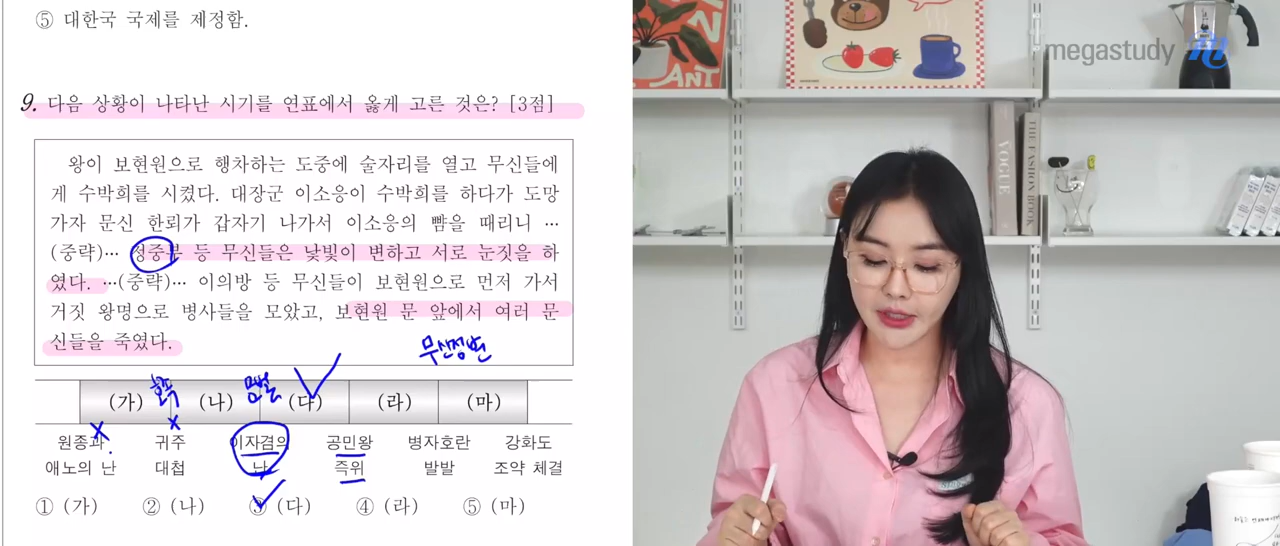 ⑤ 대한국 국제를 제정함.
9. 다음 상황이 나타난 시기를 연표에서 옳게 고른 것은? [3점]
왕이 보현원으로 행차하는 도중에 술자리를 열고 무신들에
게 수박희를 시켰다. 대장군 이소응이 수박희를 하다가 도망
가자 문신 한뢰가 갑자기 나가서 이소응의 뺨을 때리니 …
(중략)… 정중부 등 무신들은 낯빛이 변하고 서로 눈짓을 하
였다. …(중략)… 이의방 등 무신들이 보현원으로 먼저 가서
거짓 왕명으로 병사들을 모았고, 보현원 문 앞에서 여러 문
신들을 죽였다.
무신정변
호족 문벌
(가) (나) (다) (라) (마)
원종과 귀주 이자겸의 공민왕 병자호란 강화도
애노의 난 대첩 난 즉위 발발 조약 체결
① (가) ② (나) ③ (다) ④ (라) ⑤ (마)
megastudy
ANT
VOGUE
THE FASHION BOOK